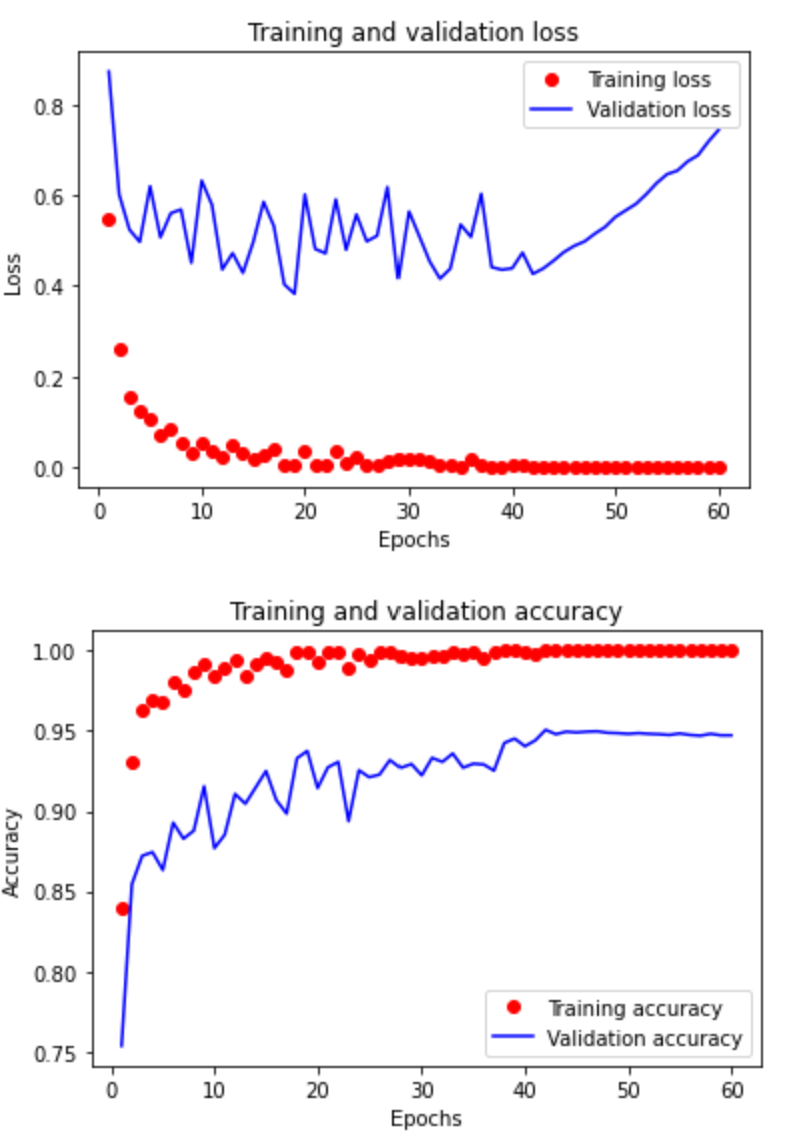 Training and validation loss
Training loss
Validation loss
0.8
0.6
0.4
0.2
0.0
Loss
0 10 20 30 40 50 60
Epochs
Training and validation accuracy
1.00
0.95
0.90
0.85
0.80
0.75
Accuracy
Training accuracy
Validation accuracy
0 10 20 30 40 50 60
Epochs